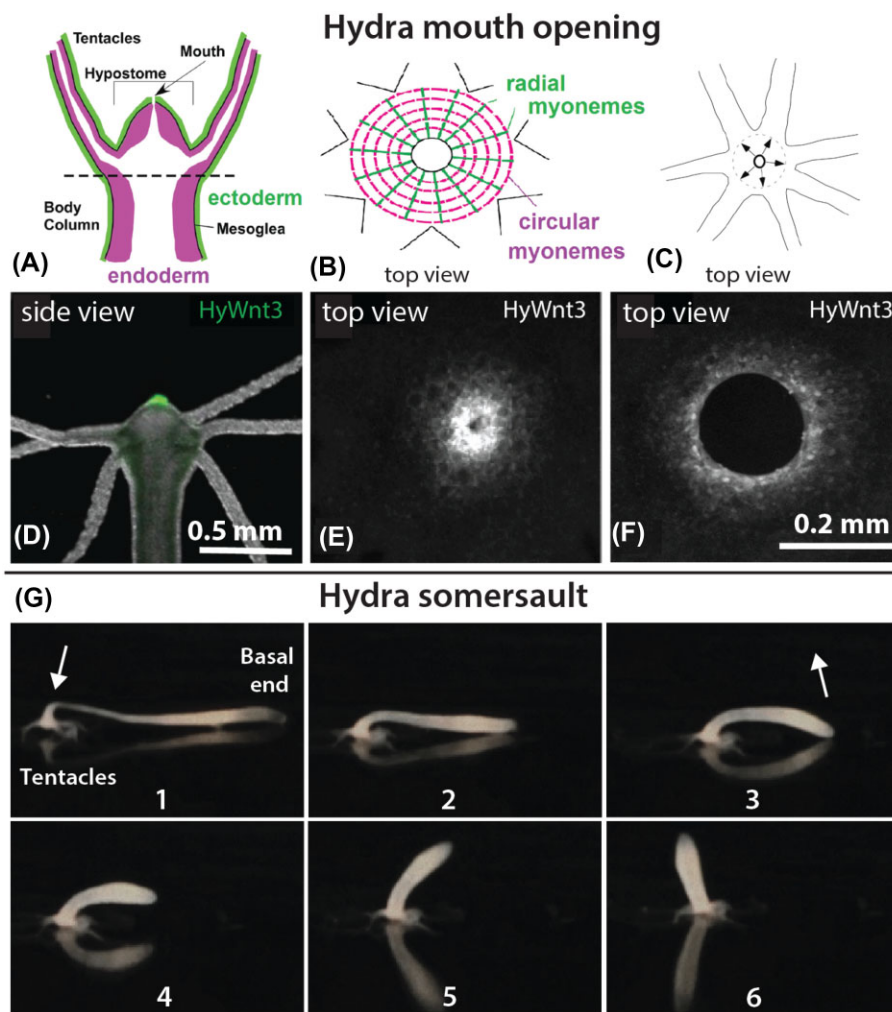 Hydra mouth opening
Tentacles
Mouth
Hypostome
ectoderm
Body
Column
Mesoglea
endoderm
(A)
radial
myonemes
circular
myonemes
(B)
top view
(C)
top view
side view
HyWnt3
(D)
0.5 mm
top view
HyWnt3
(E)
top view
HyWnt3
(F)
0.2 mm
(G)
Hydra somersault
Basal
end
Tentacles
1
2
3
4
5
6